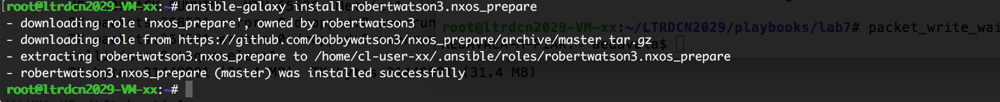 root@ltrdcn2029-VM-xx:~# ansible-galaxy install robertwatson3.nxos_prepare
- downloading role 'nxos_prepare', owned by robertwatson3
root@ltrdcn2029-VM-xx:~/LTRDCN2029/playbooks/lab7# packet_write_wai
- downloading role from https://github.com/bobbywatson3/nxos_prepare/archive/master.tar.gz
- extracting robertwatson3.nxos_prepare to /home/cl-user-xx/.ansible/roles/robertwatson3.nxos_prepare
- robertwatson3.nxos_prepare (master) was installed successfully
(31.4 MB)
root@ltrdcn2029-VM-xx:~#